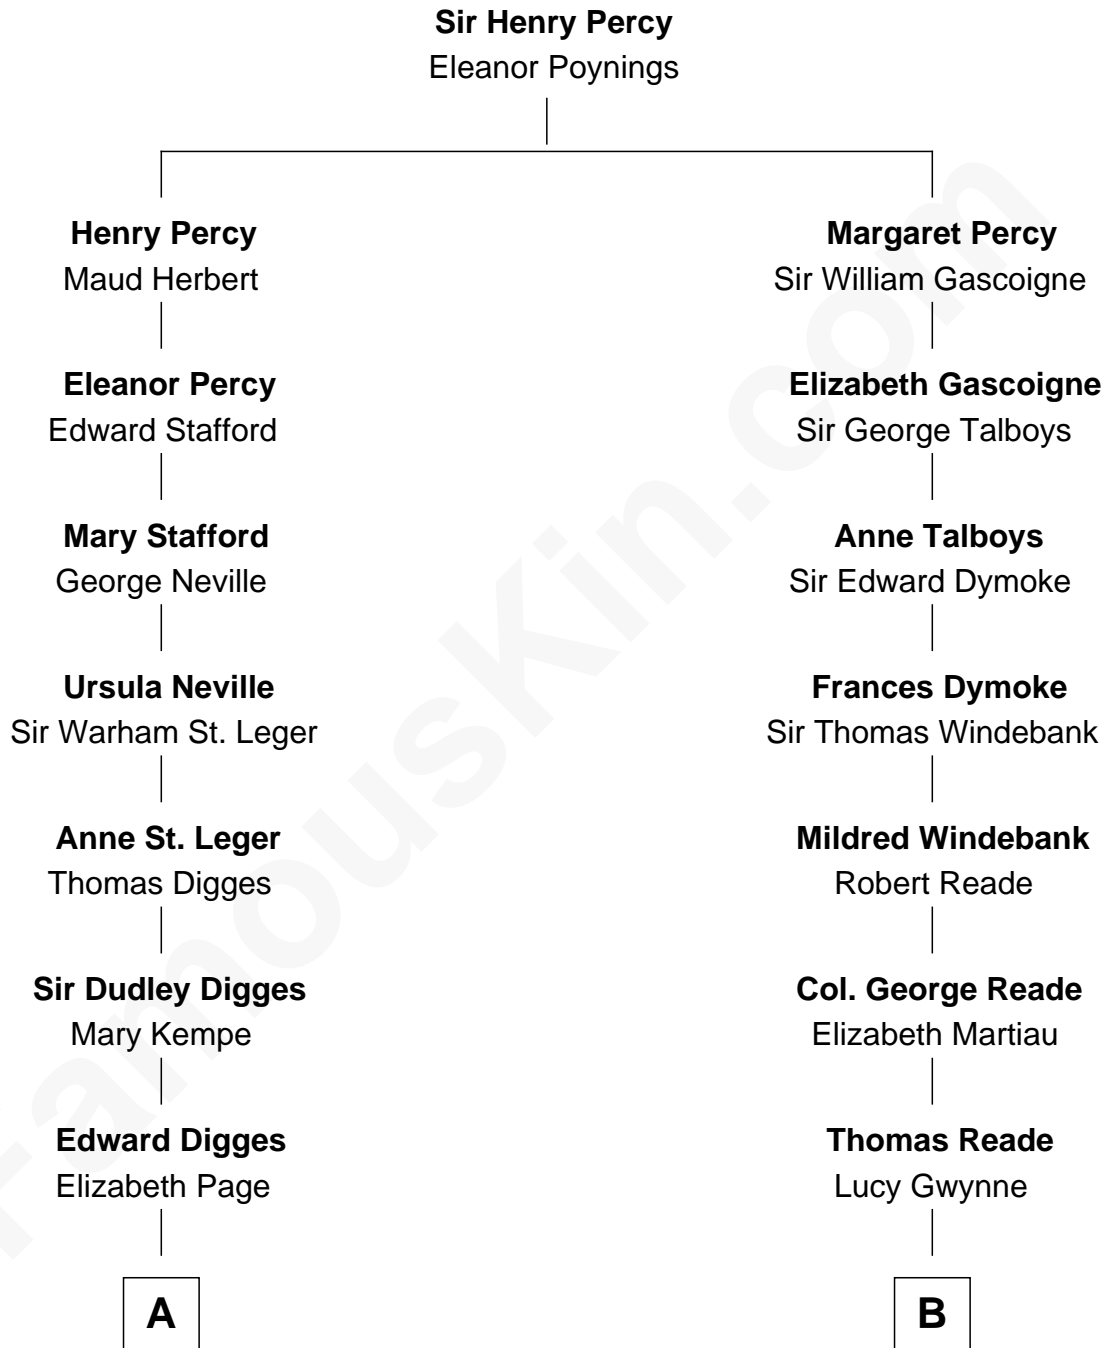 Sir Henry Percy
Eleanor Poynings
Henry Percy
Maud Herbert
Eleanor Percy
Edward Stafford
Mary Stafford
George Neville
Ursula Neville
Sir Warham St. Leger
Anne St. Leger
Thomas Digges
Sir Dudley Digges
Mary Kempe
Edward Digges
Elizabeth Page
A
Margaret Percy
Sir William Gascoigne
Elizabeth Gascoigne
Sir George Talboys
Anne Talboys
Sir Edward Dymoke
Frances Dymoke
Sir Thomas Windebank
Mildred Windebank
Robert Reade
Col. George Reade
Elizabeth Martiau
Thomas Reade
Lucy Gwynne
B
FamousKin.com